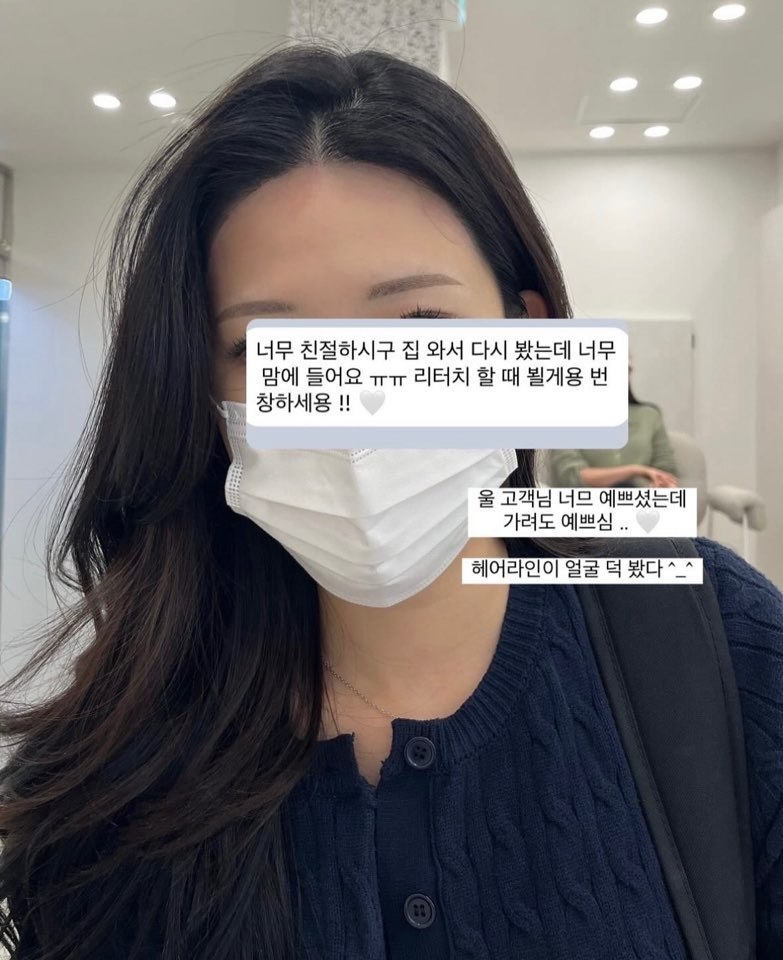 너무 친절하시구 집 와서 다시 봤는데 너무
맘에 들어요 ㅠㅠ 리터치 할 때 뵐게용 번
창하세용 !! 🤍
울 고객님 너므 예쁘셨는데
가려도 예쁘심 .. 🤍
헤어라인이 얼굴 덕 봤다 ^_^